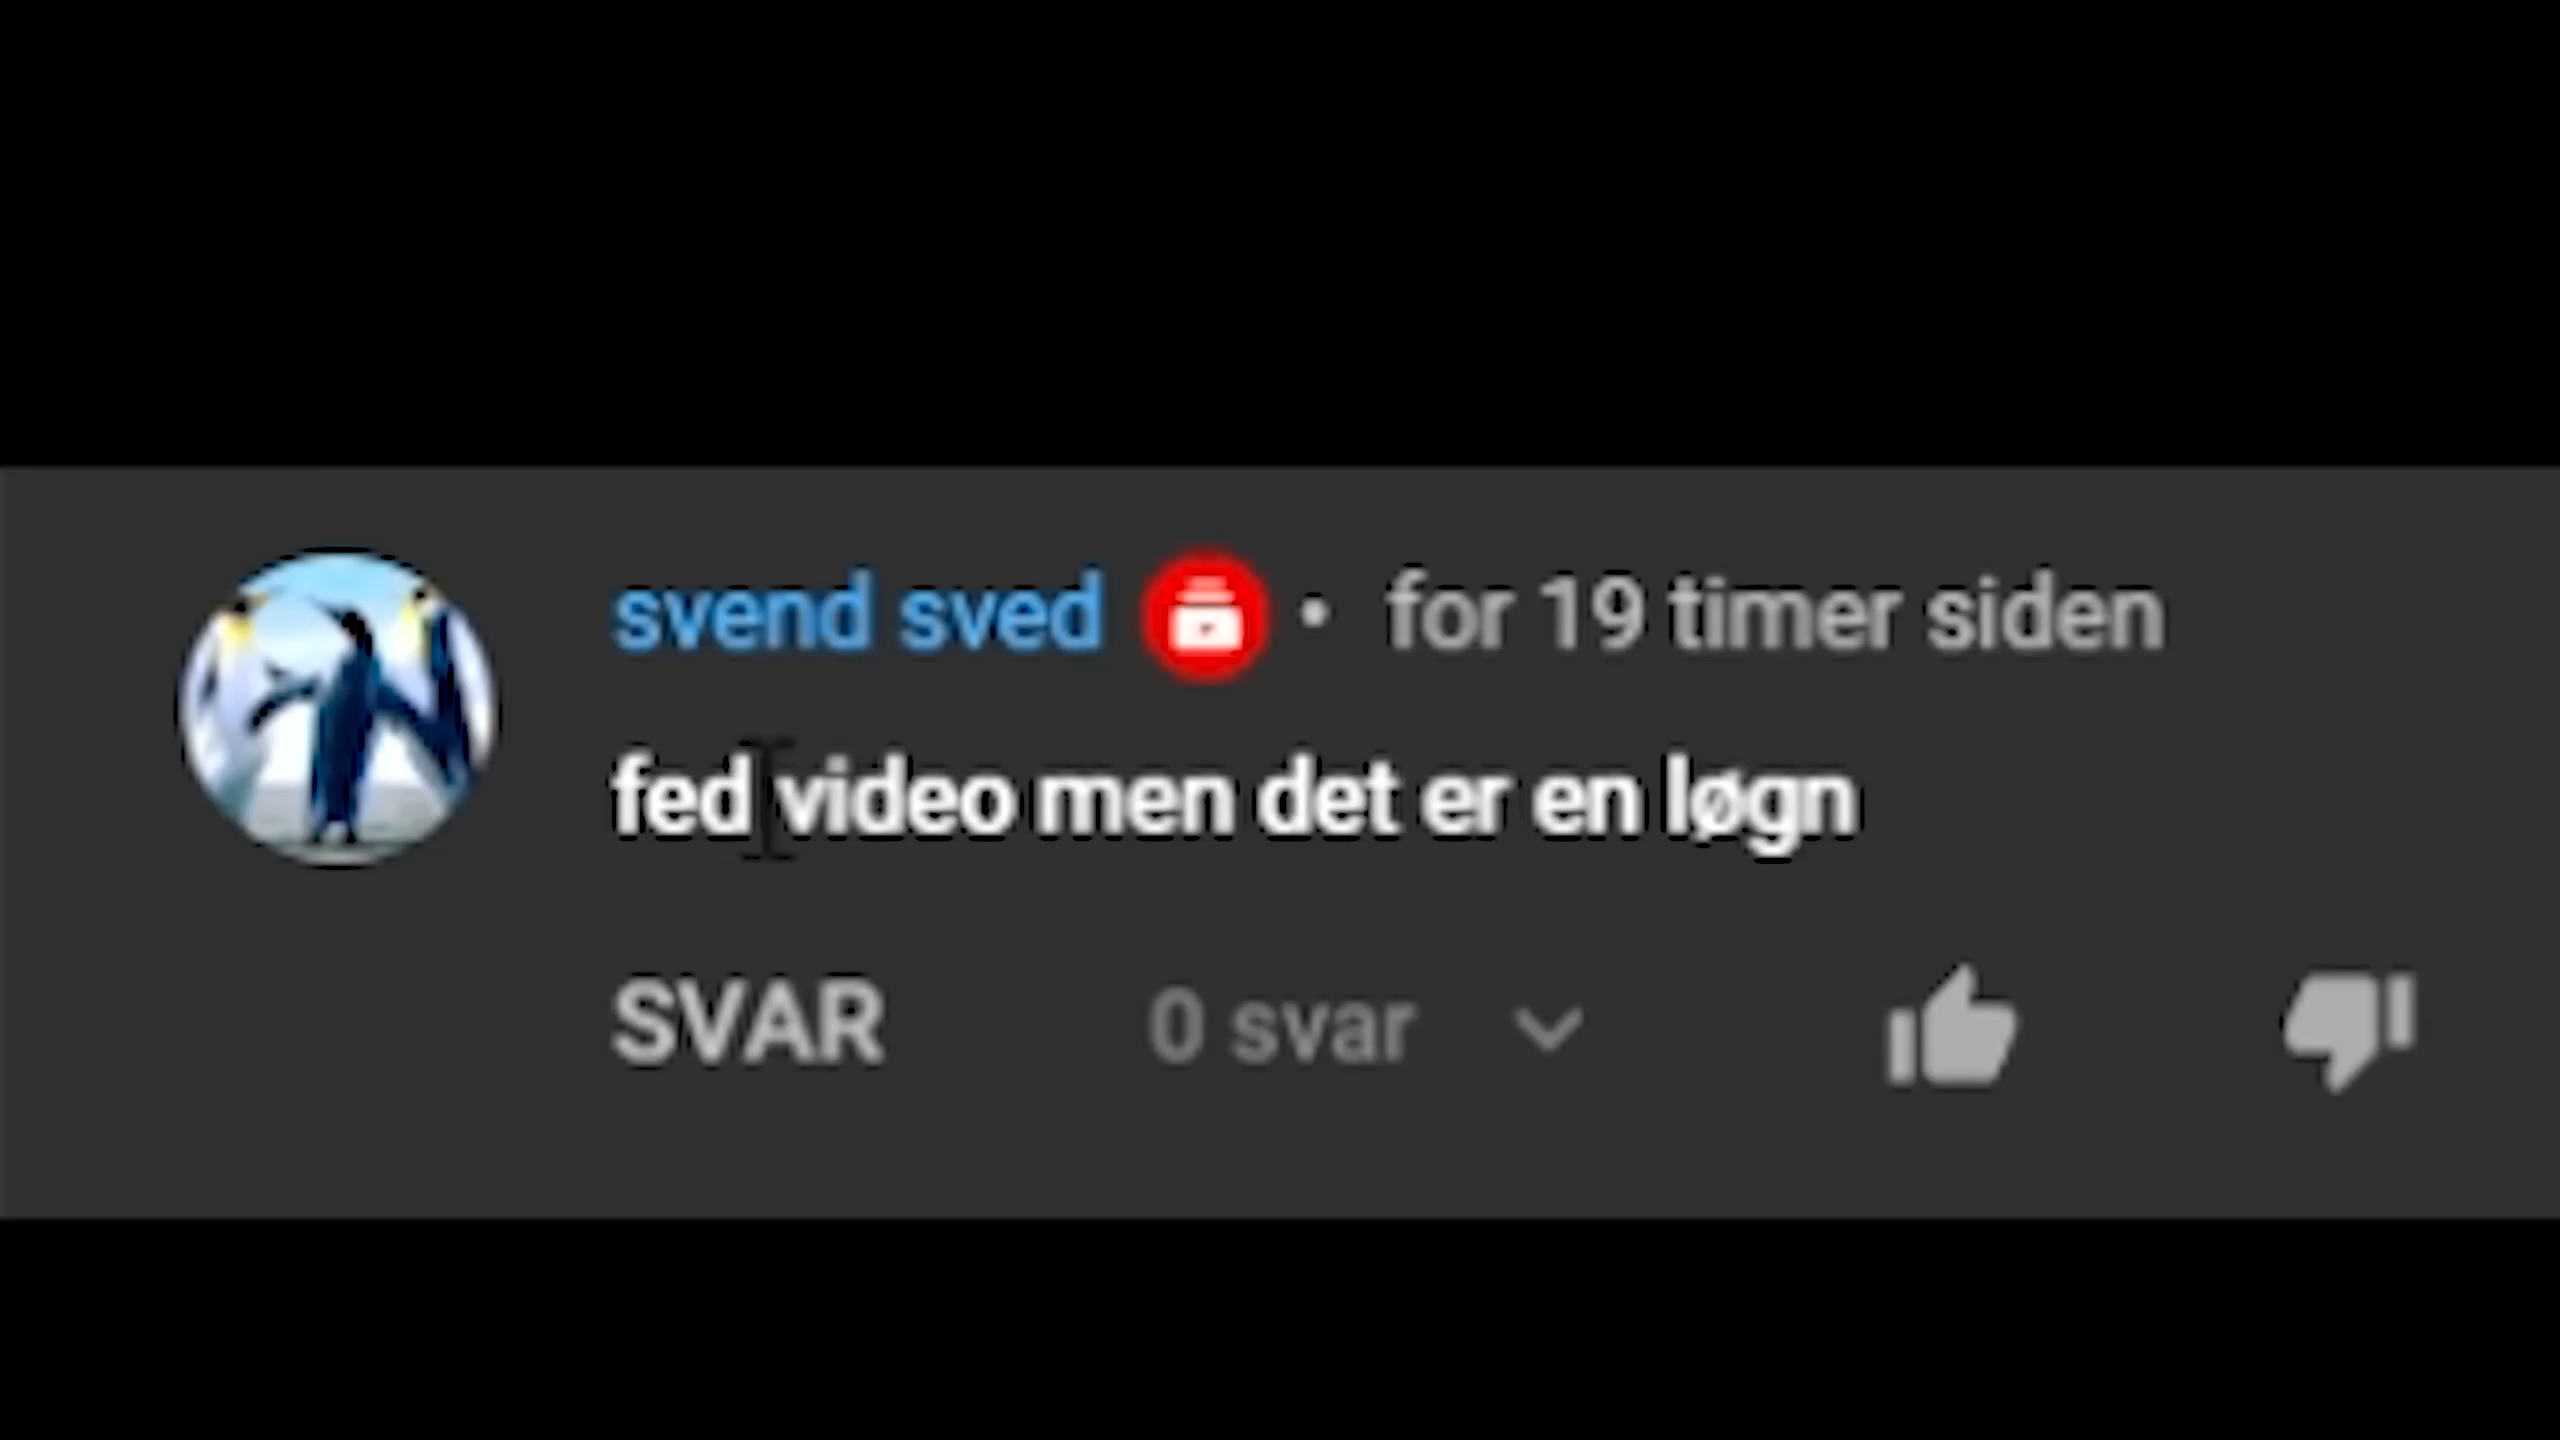 svend sved • for 19 timer siden
fed video men det er en løgn
SVAR 0 svar